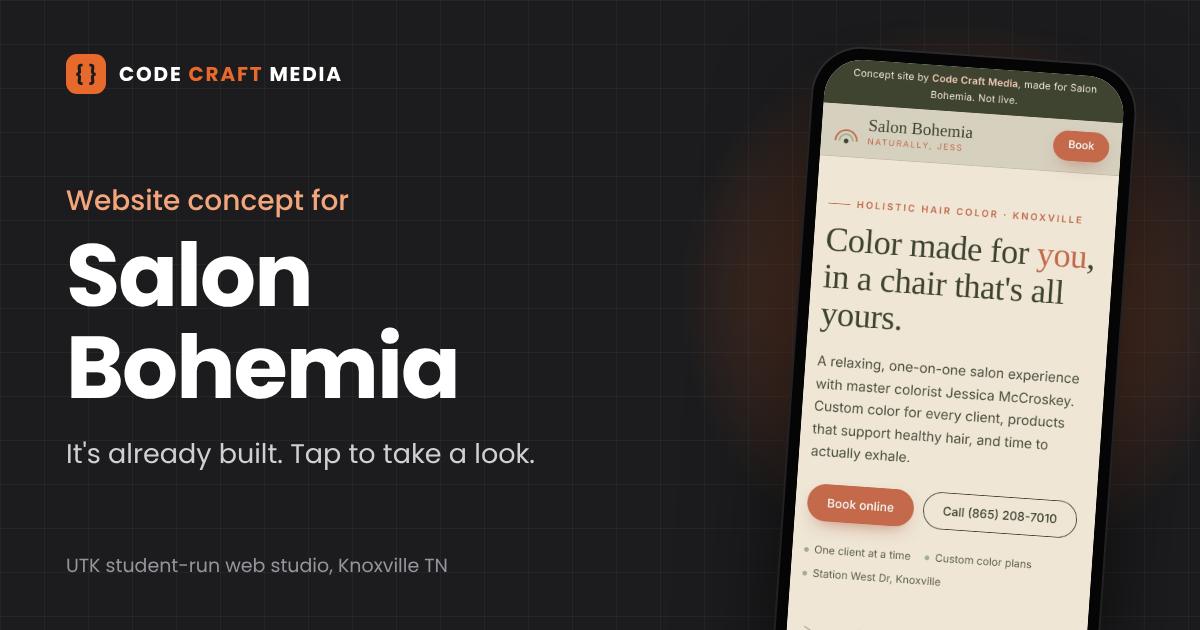 { } CODE CRAFT MEDIA
Website concept for
Salon
Bohemia
It's already built. Tap to take a look.
UTK student-run web studio, Knoxville TN
Concept site by Code Craft Media, made for Salon
Bohemia. Not live.
Salon Bohemia
NATURALLY, JESS
Book
HOLISTIC HAIR COLOR · KNOXVILLE
Color made for you,
in a chair that's all
yours.
A relaxing, one-on-one salon experience
with master colorist Jessica McCroskey.
Custom color for every client, products
that support healthy hair, and time to
actually exhale.
Book online
Call (865) 208-7010
One client at a time
Custom color plans
Station West Dr, Knoxville